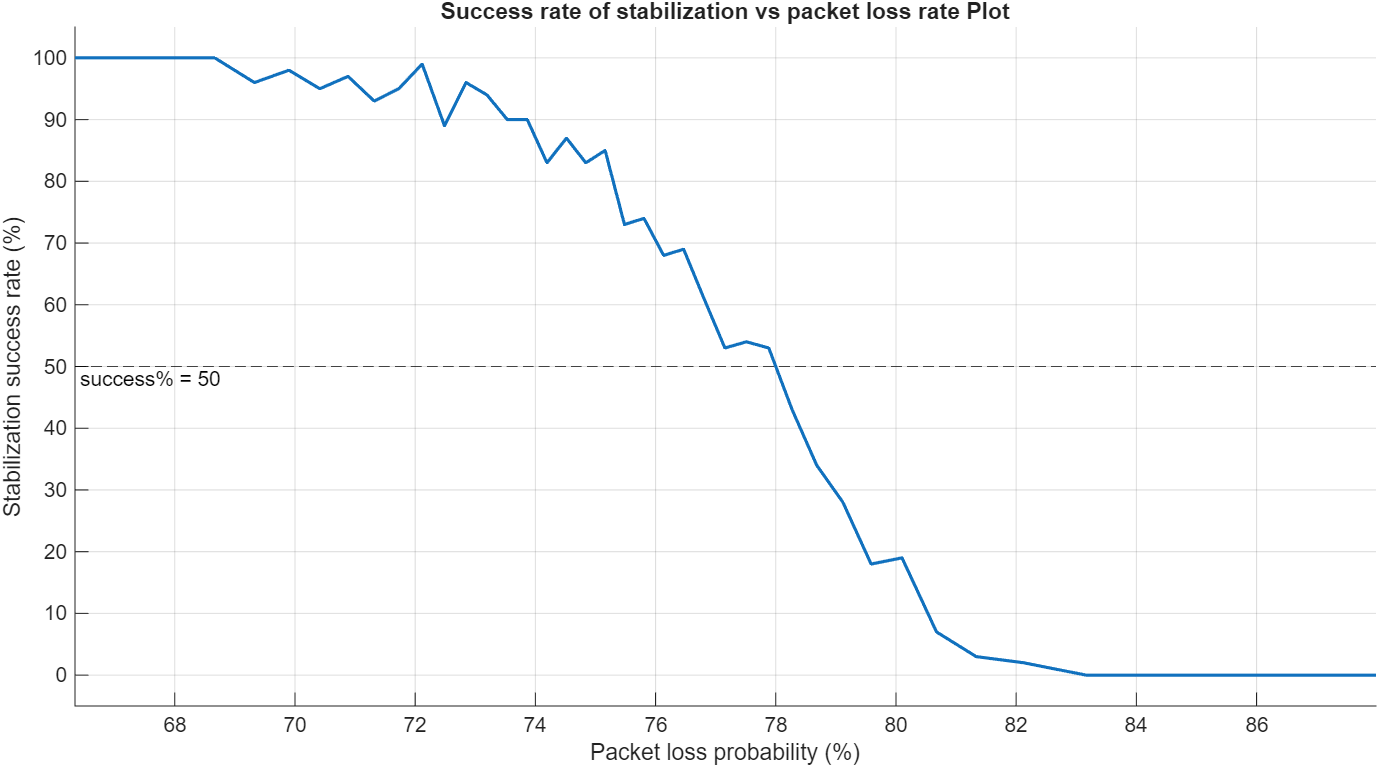 Success rate of stabilization vs packet loss rate Plot
Stabilization success rate (%)
100
90
80
70
60
50
success% = 50
40
30
20
10
0
68 70 72 74 76 78 80 82 84 86
Packet loss probability (%)